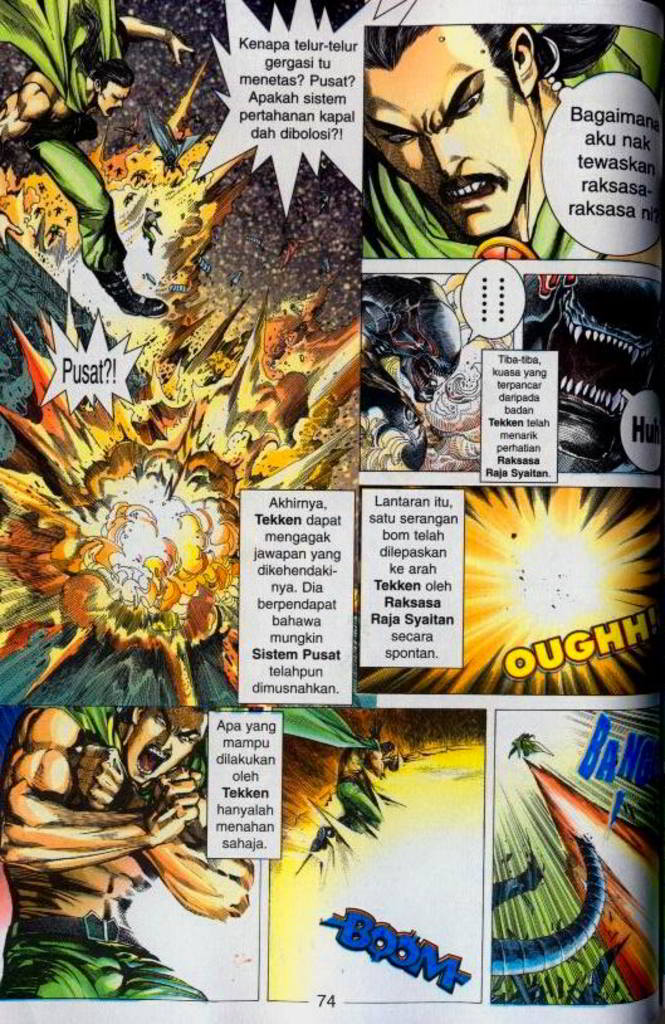 Kenapa telur-telur
gergasi tu
menetas? Pusat?
Apakah sistem
pertahanan kapal
dah dibolosi?!
Bagaimana
aku nak
tewaskan
raksasa-
raksasa ni?
Pusat?!
Tiba-tiba,
kuasa yang
terpancar
daripada
badan
Tekken telah
menarik
perhatian
Raksasa
Raja Syaitan.
Huh
Akhirnya,
Tekken dapat
mengagak
jawapan yang
dikehendaki-
nya. Dia
berpendapat
bahawa
mungkin
Sistem Pusat
telahpun
dimusnahkan.
Lantaran itu,
satu serangan
bom telah
dilepaskan
ke arah
Tekken oleh
Raksasa
Raja Syaitan
secara
spontan.
OUGHH!
Apa yang
mampu
dilakukan
oleh
Tekken
hanyalah
menahan
sahaja.
BOOM
BANG!
74